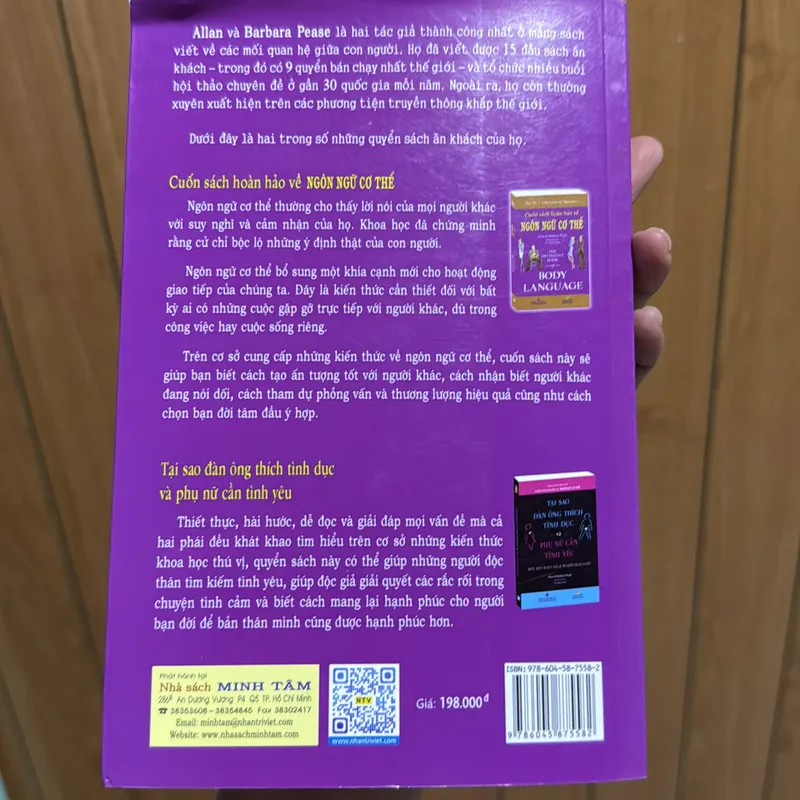 Allan và Barbara Pease là hai tác giả thành công nhất ở mảng sách
viết về các mối quan hệ giữa con người. Họ đã viết được 15 đầu sách ăn
khách – trong đó có 9 quyển bán chạy nhất thế giới – và tổ chức nhiều buổi
hội thảo chuyên đề ở gần 30 quốc gia mỗi năm. Ngoài ra, họ còn thường
xuyên xuất hiện trên các phương tiện truyền thông khắp thế giới.
Dưới đây là hai trong số những quyển sách ăn khách của họ.
Cuốn sách hoàn hảo về NGÔN NGỮ CƠ THỂ
Ngôn ngữ cơ thể thường cho thấy lời nói của mọi người khác
với suy nghĩ và cảm nhận của họ. Khoa học đã chứng minh
rằng cử chỉ bộc lộ những ý định thật của con người.
Ngôn ngữ cơ thể bổ sung một khía cạnh mới cho hoạt động
giao tiếp của chúng ta. Đây là kiến thức cần thiết đối với bất
kỳ ai có những cuộc gặp gỡ trực tiếp với người khác, dù trong
công việc hay cuộc sống riêng.
Cuốn sách hoàn hảo về
NGÔN NGỮ CƠ THỂ
BODY
LANGUAGE
Trên cơ sở cung cấp những kiến thức về ngôn ngữ cơ thể, cuốn sách này sẽ
giúp bạn biết cách tạo ấn tượng tốt với người khác, cách nhận biết người khác
đang nói dối, cách tham dự phỏng vấn và thương lượng hiệu quả cũng như cách
chọn bạn đời tâm đầu ý hợp.
Tại sao đàn ông thích tình dục
và phụ nữ cần tình yêu
Thiết thực, hài hước, dễ đọc và giải đáp mọi vấn đề mà cả
hai phái đều khát khao tìm hiểu trên cơ sở những kiến thức
khoa học thú vị, quyển sách này có thể giúp những người độc
thân tìm kiếm tình yêu, giúp độc giả giải quyết các rắc rối trong
chuyện tình cảm và biết cách mang lại hạnh phúc cho người
bạn đời để bản thân mình cũng được hạnh phúc hơn.
TẠI SAO
ĐÀN ÔNG THÍCH
TÌNH DỤC
và
PHỤ NỮ CẦN
TÌNH YÊU
Phát hành tại
Nhà sách MINH TÂM
286B An Dương Vương P4 Q5 TP. Hồ Chí Minh
☎ 38353608 – 38354845 Fax 38302417
Email: minhtam@nhantriviet.com
Website: www.nhasachminhtam.com
NTV
www.nhantriviet.com
Giá: 198.000đ
ISBN: 978-604-58-7558-2
9 786045 875582